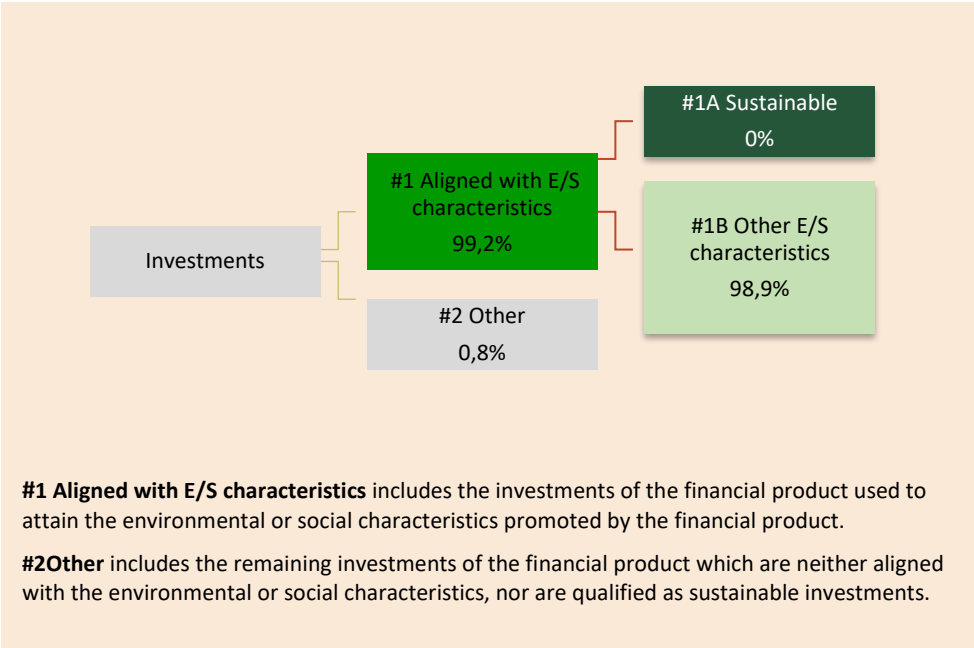 #1A Sustainable
0%
#1 Aligned with E/S
characteristics
99,2%
#1B Other E/S
characteristics
98,9%
Investments
#2 Other
0,8%
#1 Aligned with E/S characteristics includes the investments of the financial product used to
attain the environmental or social characteristics promoted by the financial product.
#2Other includes the remaining investments of the financial product which are neither aligned
with the environmental or social characteristics, nor are qualified as sustainable investments.